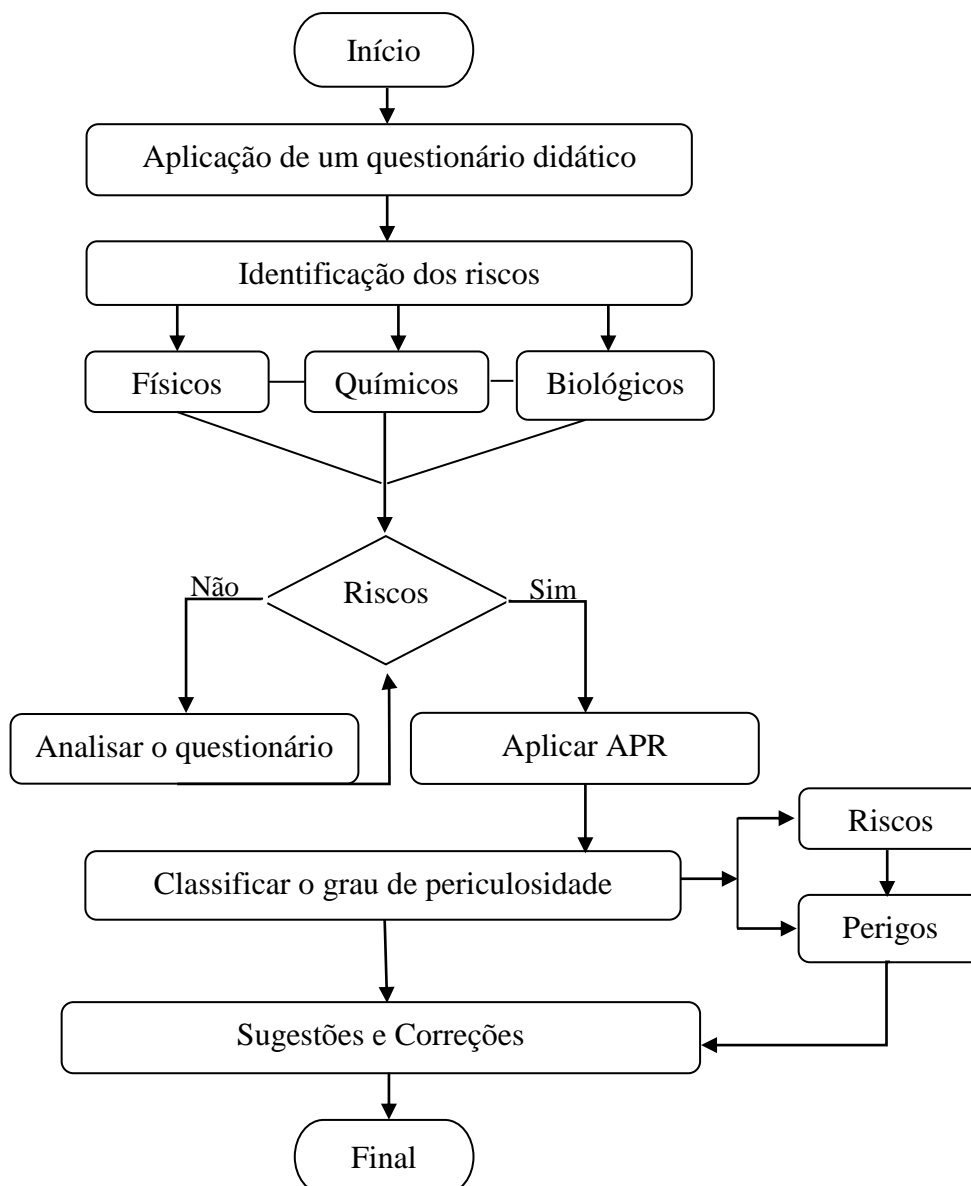 Início
Aplicação de um questionário didático
Identificação dos riscos
Físicos
Químicos
Biológicos
Não
Riscos
Sim
Analisar o questionário
Aplicar APR
Riscos
Classificar o grau de periculosidade
Perigos
Sugestões e Correções
Final